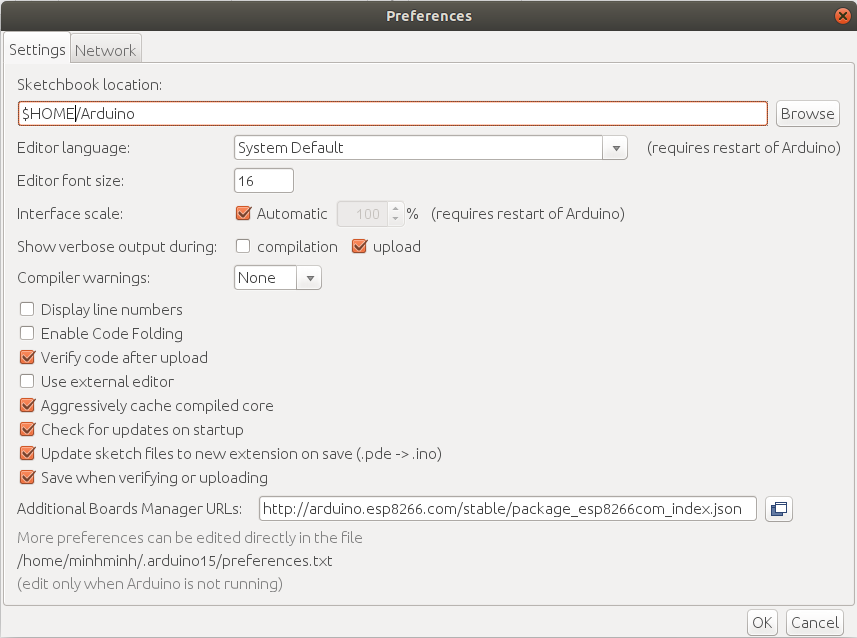 Preferences
Settings Network
Sketchbook location:
$HOME/Arduino Browse
Editor language: System Default (requires restart of Arduino)
Editor font size: 16
Interface scale: Automatic 100 % (requires restart of Arduino)
Show verbose output during: compilation upload
Compiler warnings: None
Display line numbers
Enable Code Folding
Verify code after upload
Use external editor
Aggressively cache compiled core
Check for updates on startup
Update sketch files to new extension on save (.pde -> .ino)
Save when verifying or uploading
Additional Boards Manager URLs: http://arduino.esp8266.com/stable/package_esp8266com_index.json
More preferences can be edited directly in the file
/home/minhminh/.arduino15/preferences.txt
(edit only when Arduino is not running)
OK Cancel